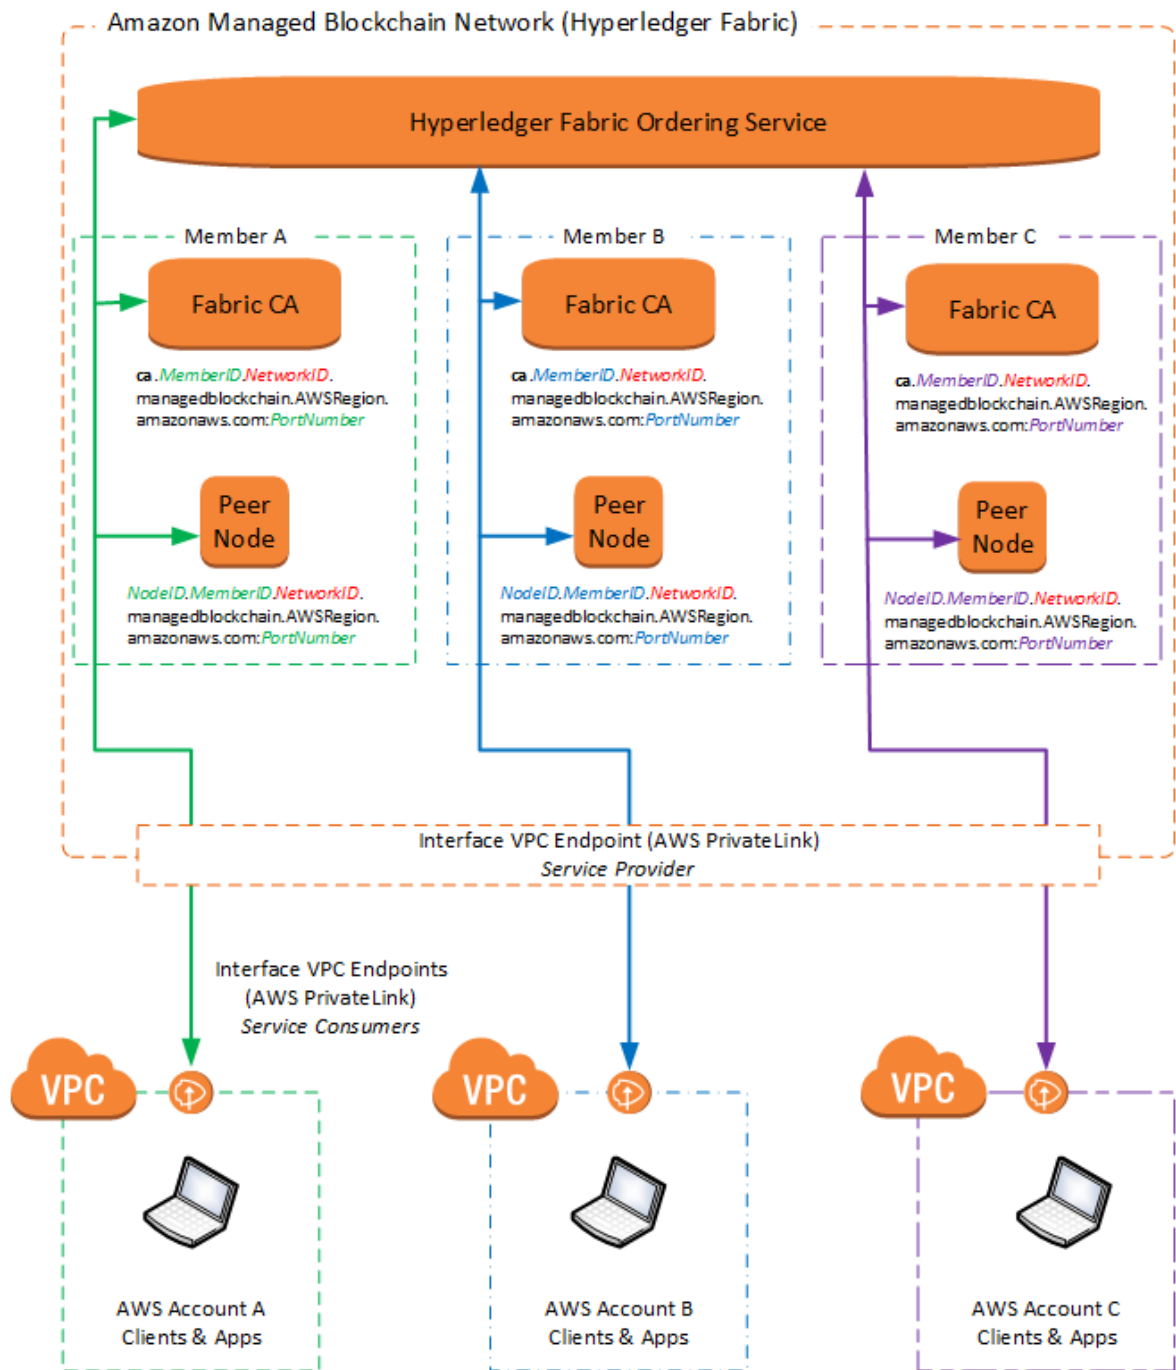 Amazon Managed Blockchain Network (Hyperledger Fabric)
Hyperledger Fabric Ordering Service
Member A
Fabric CA
ca.MemberID.NetworkID.
managedblockchain.AWSRegion.
amazonaws.com:PortNumber
Peer
Node
NodeID.MemberID.NetworkID.
managedblockchain.AWSRegion.
amazonaws.com:PortNumber
Member B
Fabric CA
ca.MemberID.NetworkID.
managedblockchain.AWSRegion.
amazonaws.com:PortNumber
Peer
Node
NodeID.MemberID.NetworkID.
managedblockchain.AWSRegion.
amazonaws.com:PortNumber
Member C
Fabric CA
ca.MemberID.NetworkID.
managedblockchain.AWSRegion.
amazonaws.com:PortNumber
Peer
Node
NodeID.MemberID.NetworkID.
managedblockchain.AWSRegion.
amazonaws.com:PortNumber
Interface VPC Endpoint (AWS PrivateLink)
Service Provider
Interface VPC Endpoints
(AWS PrivateLink)
Service Consumers
VPC
AWS Account A
Clients & Apps
VPC
AWS Account B
Clients & Apps
VPC
AWS Account C
Clients & Apps